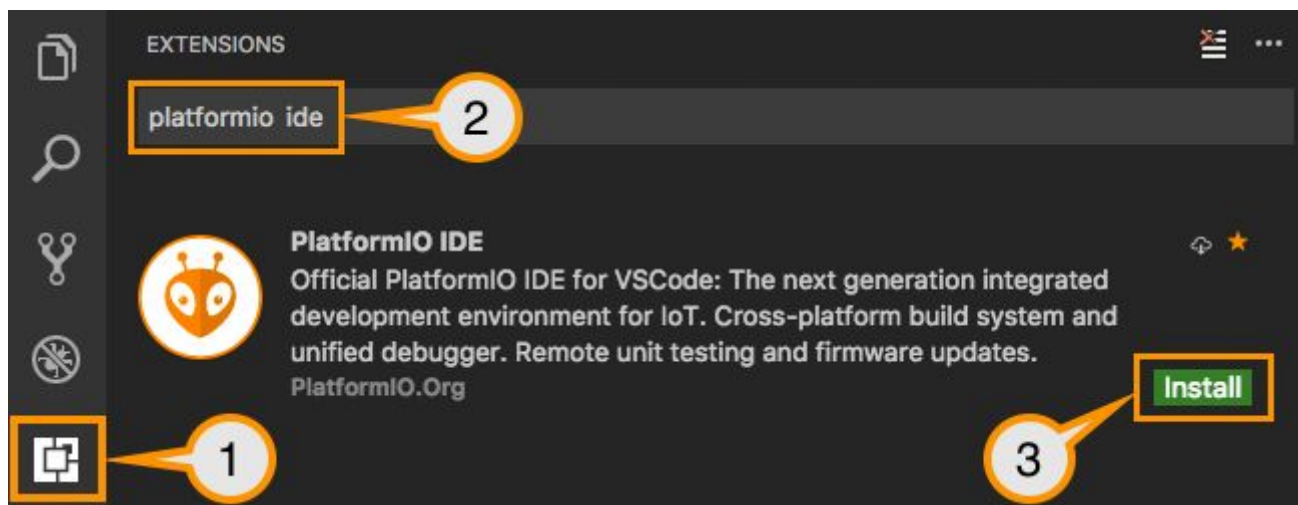 EXTENSIONS
platformio ide
2
PlatformIO IDE
Official PlatformIO IDE for VSCode: The next generation integrated
development environment for IoT. Cross-platform build system and
unified debugger. Remote unit testing and firmware updates.
PlatformIO.Org
Install
1
3